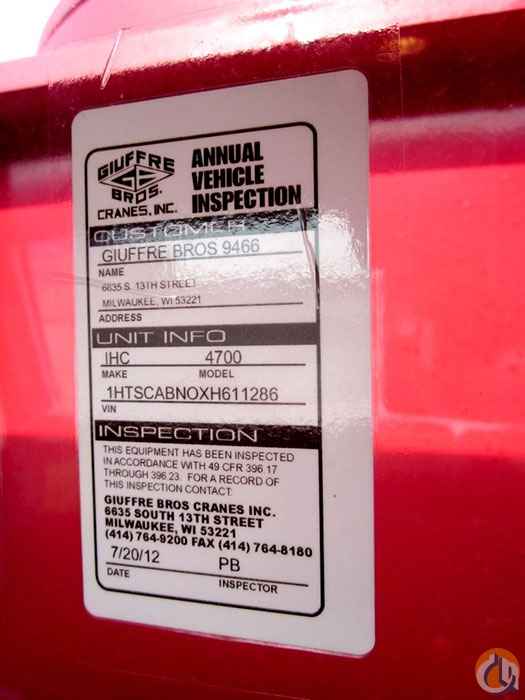 GIUFFRE
BROS.
CRANES, INC.
ANNUAL
VEHICLE
INSPECTION
CUSTOMER
GIUFFRE BROS 9466
NAME
6635 S. 13TH STREET
MILWAUKEE, WI 53221
ADDRESS
UNIT INFO
IHC 4700
MAKE MODEL
1HTSCABNOXH611286
VIN
INSPECTION
THIS EQUIPMENT HAS BEEN INSPECTED
IN ACCORDANCE WITH 49 CFR 396 17
THROUGH 396 23. FOR A RECORD OF
THIS INSPECTION CONTACT:
GIUFFRE BROS CRANES INC.
6635 SOUTH 13TH STREET
MILWAUKEE, WI 53221
(414) 764-9200 FAX (414) 764-8180
7/20/12 PB
DATE INSPECTOR